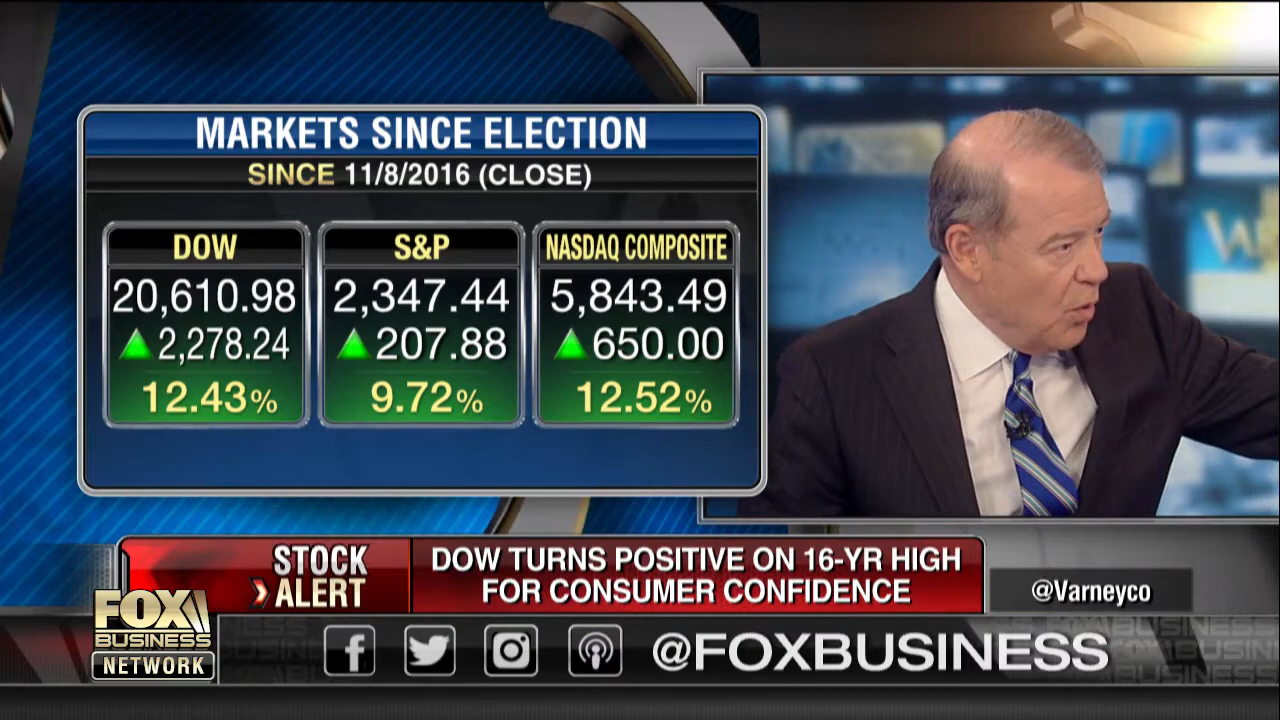 MARKETS SINCE ELECTION
SINCE 11/8/2016 (CLOSE)
DOW
20,610.98
2,278.24
12.43%
S&P
2,347.44
207.88
9.72%
NASDAQ COMPOSITE
5,843.49
650.00
12.52%
STOCK
ALERT
DOW TURNS POSITIVE ON 16-YR HIGH
FOR CONSUMER CONFIDENCE
@Varneyco
FOX
BUSINESS
NETWORK
@FOXBUSINESS